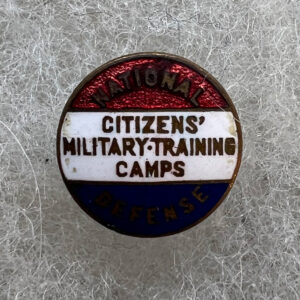 NATIONAL
CITIZENS'
MILITARY-TRAINING
CAMPS
DEFENSE